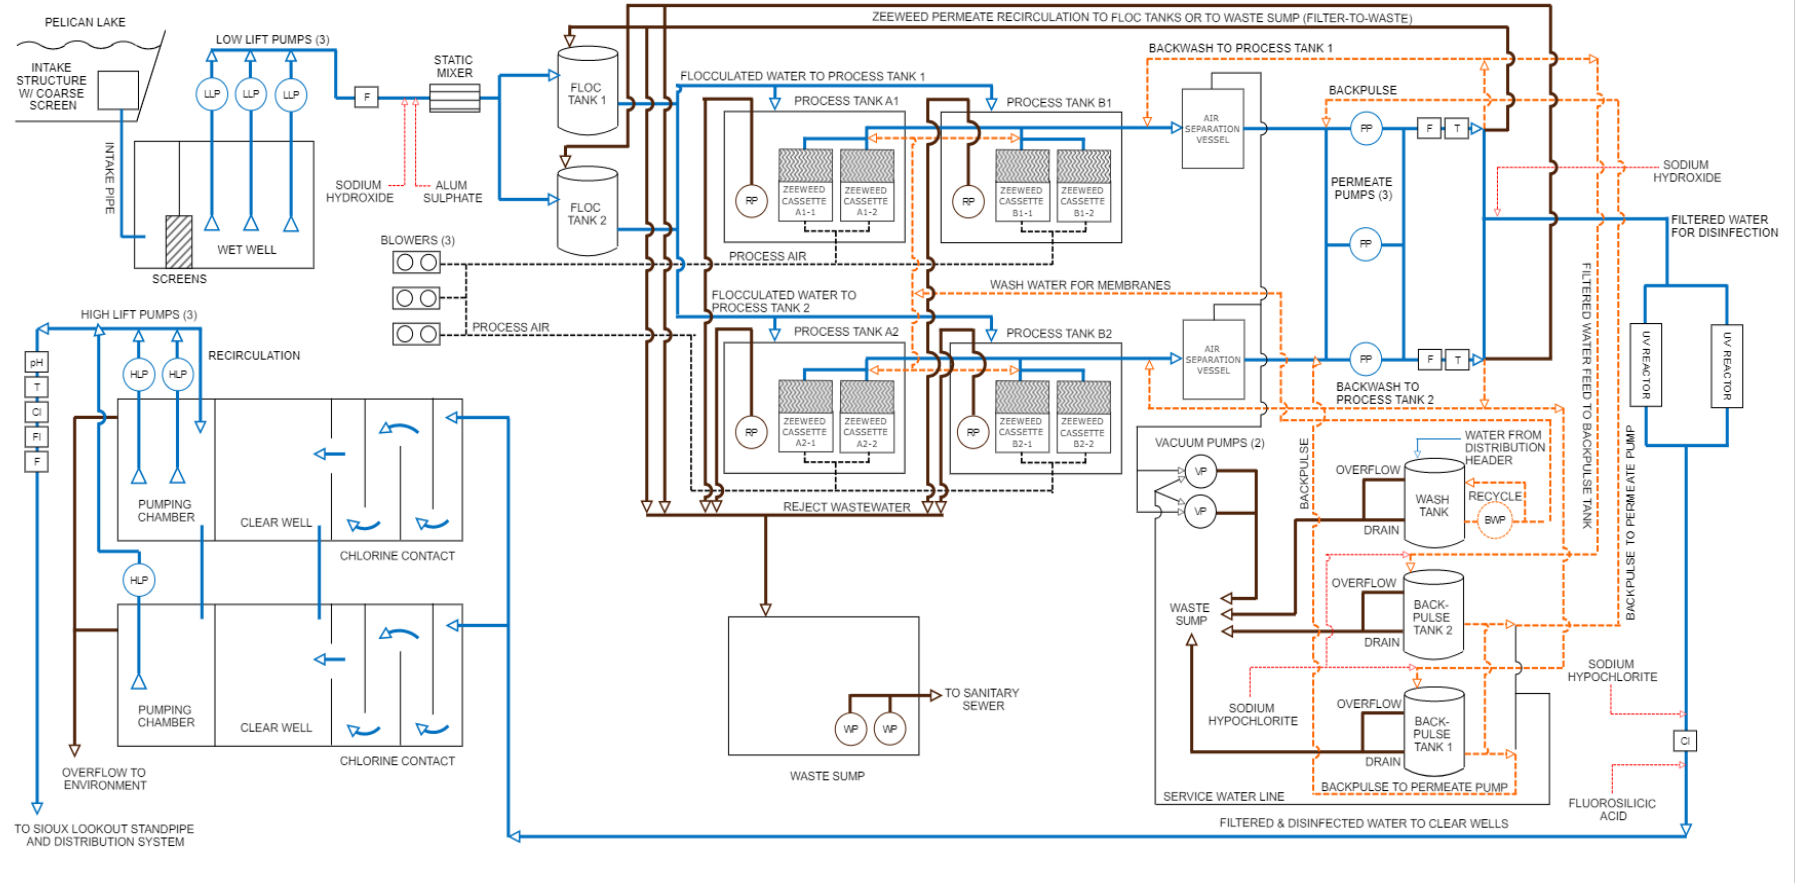 PELICAN LAKE
INTAKE
STRUCTURE
W/ COARSE
SCREEN
INTAKE PIPE
SCREENS
WET WELL
LOW LIFT PUMPS (3)
LLP
LLP
LLP
F
SODIUM
HYDROXIDE
ALUM
SULPHATE
STATIC
MIXER
FLOC
TANK 1
FLOC
TANK 2
BLOWERS (3)
PROCESS AIR
PROCESS AIR
ZEEWEED PERMEATE RECIRCULATION TO FLOC TANKS OR TO WASTE SUMP (FILTER-TO-WASTE)
FLOCCULATED WATER TO PROCESS TANK 1
PROCESS TANK A1
RP
ZEEWEED
CASSETTE
A1-1
ZEEWEED
CASSETTE
A1-2
PROCESS TANK B1
RP
ZEEWEED
CASSETTE
B1-1
ZEEWEED
CASSETTE
B1-2
WASH WATER FOR MEMBRANES
FLOCCULATED WATER TO
PROCESS TANK 2
PROCESS TANK A2
RP
ZEEWEED
CASSETTE
A2-1
ZEEWEED
CASSETTE
A2-2
PROCESS TANK B2
RP
ZEEWEED
CASSETTE
B2-1
ZEEWEED
CASSETTE
B2-2
REJECT WASTEWATER
BACKWASH TO PROCESS TANK 1
AIR
SEPARATION
VESSEL
AIR
SEPARATION
VESSEL
BACKPULSE
PP
F
T
PERMEATE
PUMPS (3)
PP
PP
F
T
BACKWASH TO
PROCESS TANK 2
SODIUM
HYDROXIDE
FILTERED WATER
FOR DISINFECTION
FILTERED WATER FEED TO BACKPULSE TANK
BACKPULSE TO PERMEATE PUMP
UV REACTOR
UV REACTOR
VACUUM PUMPS (2)
VP
VP
BACKPULSE
WATER FROM
DISTRIBUTION
HEADER
OVERFLOW
WASH
TANK
RECYCLE
BWP
DRAIN
OVERFLOW
BACK-
PULSE
TANK 2
DRAIN
WASTE
SUMP
OVERFLOW
BACK-
PULSE
TANK 1
DRAIN
SODIUM
HYPOCHLORITE
BACKPULSE TO PERMEATE PUMP
SERVICE WATER LINE
SODIUM
HYPOCHLORITE
Cl
FLUOROSILICIC
ACID
FILTERED & DISINFECTED WATER TO CLEAR WELLS
HIGH LIFT PUMPS (3)
RECIRCULATION
pH
T
Cl
Fl
F
HLP
HLP
PUMPING
CHAMBER
CLEAR WELL
CHLORINE CONTACT
HLP
PUMPING
CHAMBER
CLEAR WELL
CHLORINE CONTACT
OVERFLOW TO
ENVIRONMENT
TO SIOUX LOOKOUT STANDPIPE
AND DISTRIBUTION SYSTEM
WP
WP
TO SANITARY
SEWER
WASTE SUMP